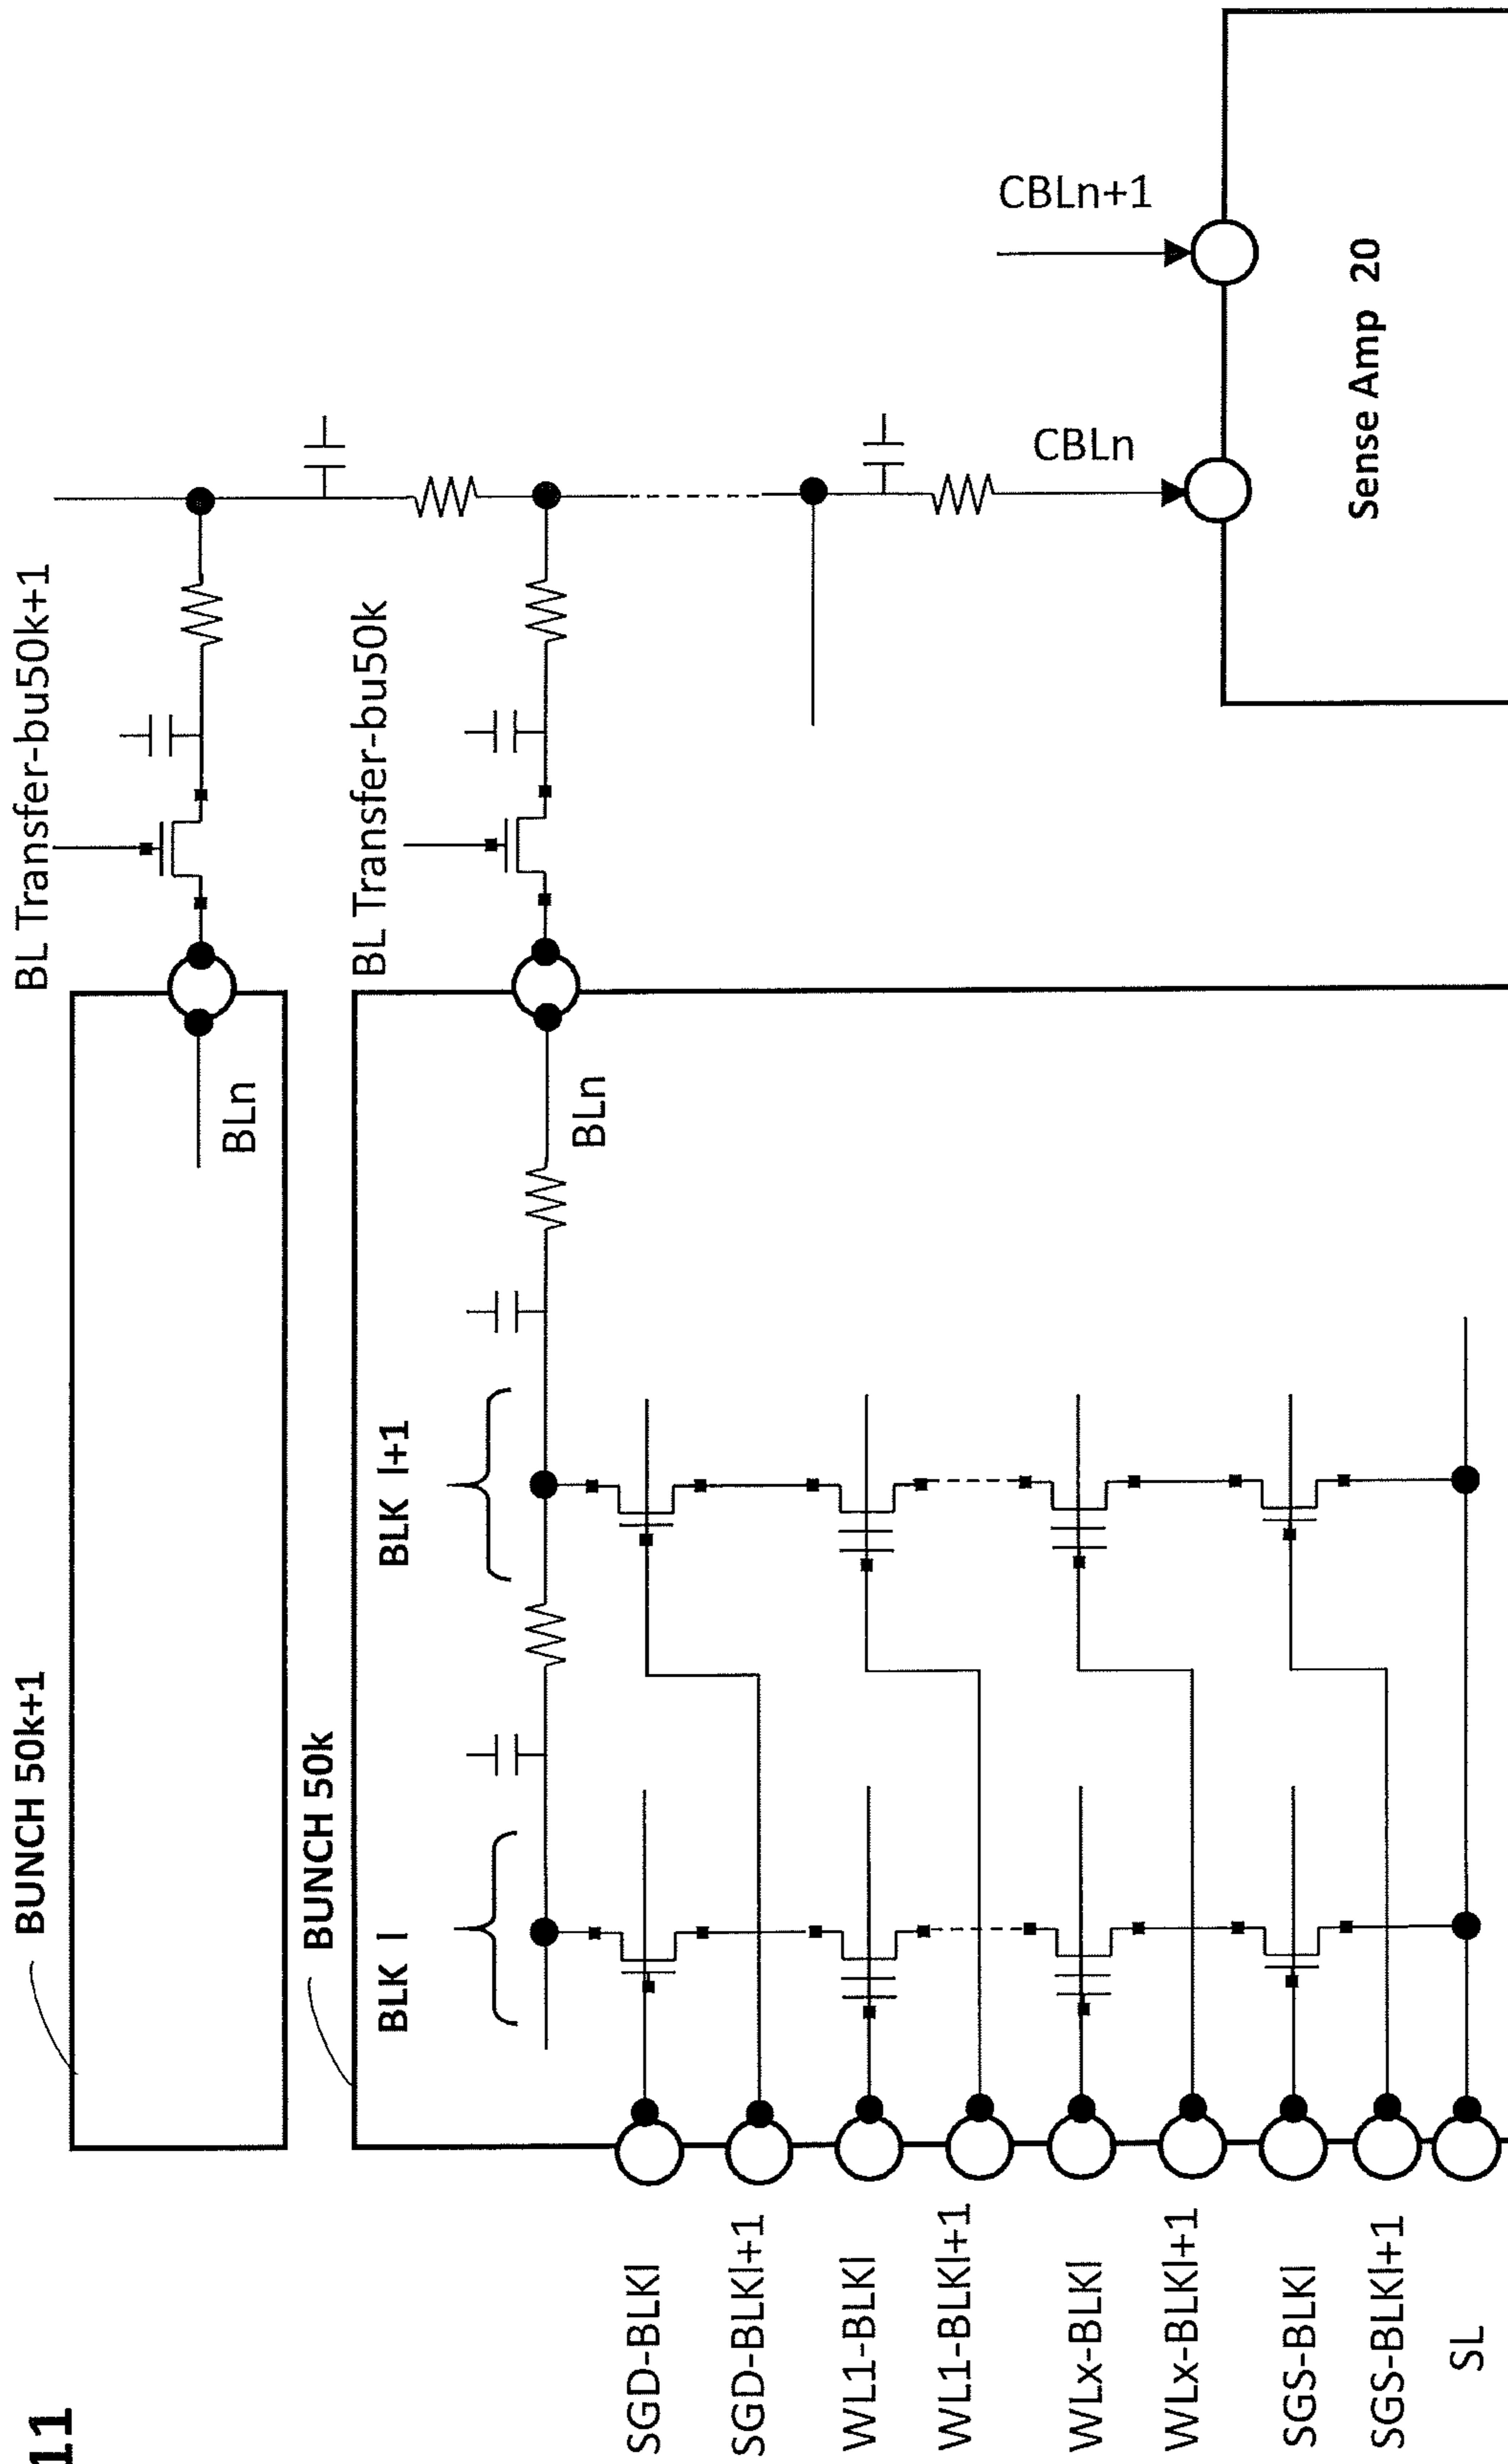 11
BUNCH 50k+1
BL Transfer-bu50k+1
BLn
BUNCH 50k
BL Transfer-bu50k
BLK l
BLK l+1
BLn
CBLn
CBLn+1
Sense Amp 20
SGD-BLKl
SGD-BLKl+1
WL1-BLKl
WL1-BLKl+1
WLx-BLKl
WLx-BLKl+1
SGS-BLKl
SGS-BLKl+1
SL